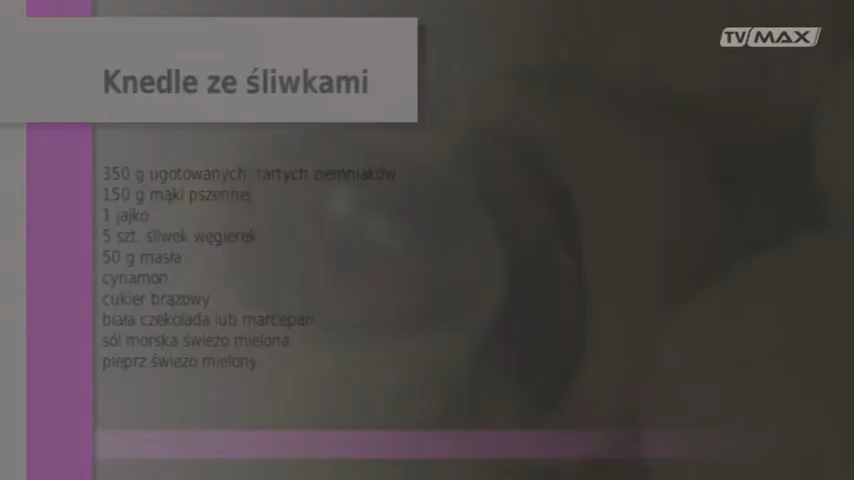 TV MAX
Knedle ze śliwkami
350 g ugotowanych tartych ziemniaków
150 g mąki pszennej
1 jajko
5 szt. śliwek węgierek
50 g masła
cynamon
cukier brązowy
biała czekolada lub marcepan
sól morska świeżo mielona
pieprz świeżo mielony